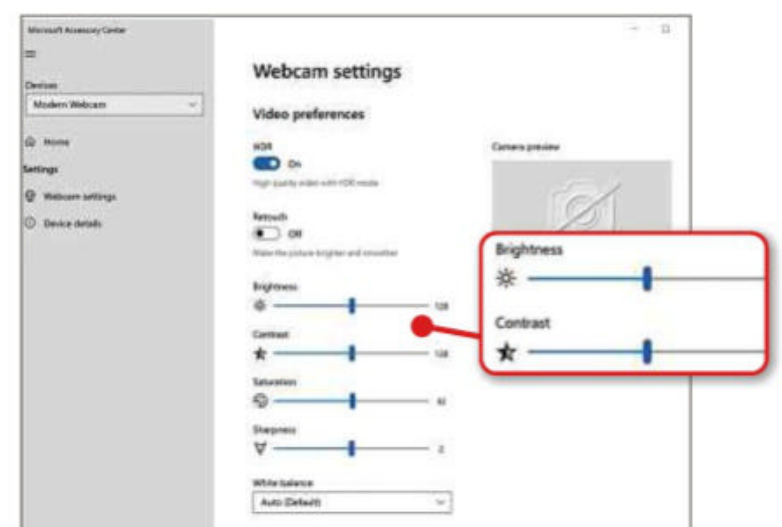 Microsoft Accessory Center
Devices
Modern Webcam
Home
Settings
Webcam settings
Device details
Webcam settings
Video preferences
HDR
On
High quality video with HDR mode
Retouch
Off
Make the picture brighter and smoother
Brightness
128
Contrast
128
Saturation
Sharpness
2
White balance
Auto (Default)
Camera preview
Brightness
Contrast